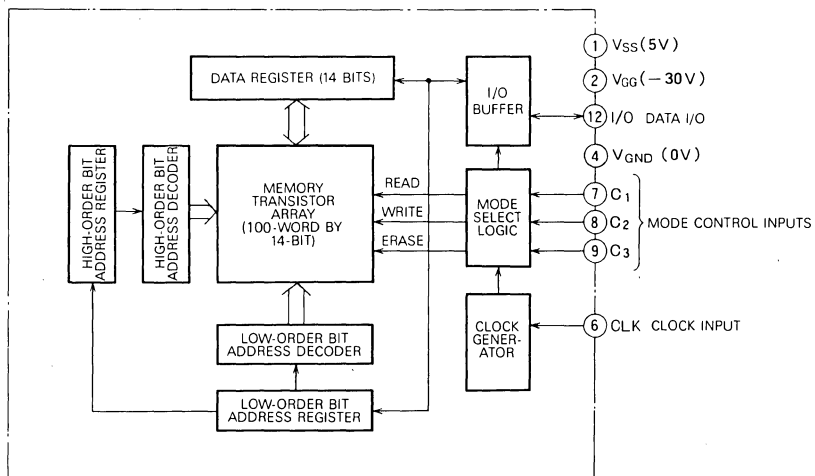 1 VSS (5V)
DATA REGISTER (14 BITS)
2 VGG (−30V)
I/O
BUFFER
12 I/O DATA I/O
4 VGND (0V)
HIGH-ORDER BIT
ADDRESS REGISTER
HIGH-ORDER BIT
ADDRESS DECODER
MEMORY
TRANSISTOR
ARRAY
(100-WORD BY
14-BIT)
READ
WRITE
ERASE
MODE
SELECT
LOGIC
7 C1
8 C2
9 C3
MODE CONTROL INPUTS
LOW-ORDER BIT
ADDRESS DECODER
CLOCK
GENER-
ATOR
6 CLK CLOCK INPUT
LOW-ORDER BIT
ADDRESS REGISTER